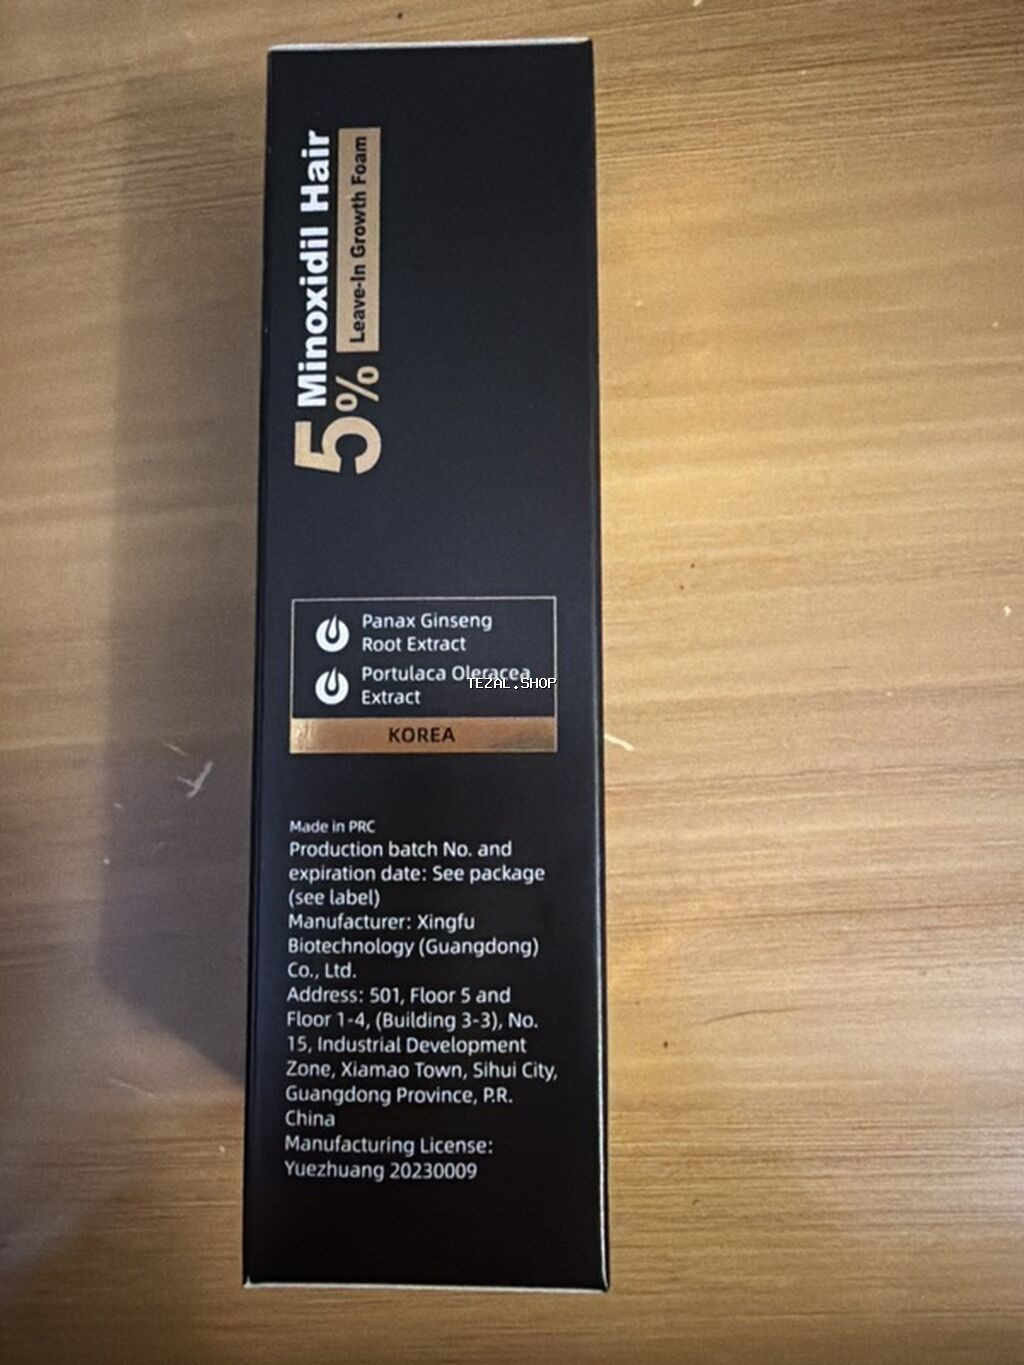 Minoxidil Hair
5% Leave-In Growth Foam
Panax Ginseng
Root Extract
Portulaca Oleracea
Extract
TEZAL.SHOP
KOREA
Made in PRC
Production batch No. and
expiration date: See package
(see label)
Manufacturer: Xingfu
Biotechnology (Guangdong)
Co., Ltd.
Address: 501, Floor 5 and
Floor 1-4, (Building 3-3), No.
15, Industrial Development
Zone, Xiamao Town, Sihui City,
Guangdong Province, P.R.
China
Manufacturing License:
Yuezhuang 20230009